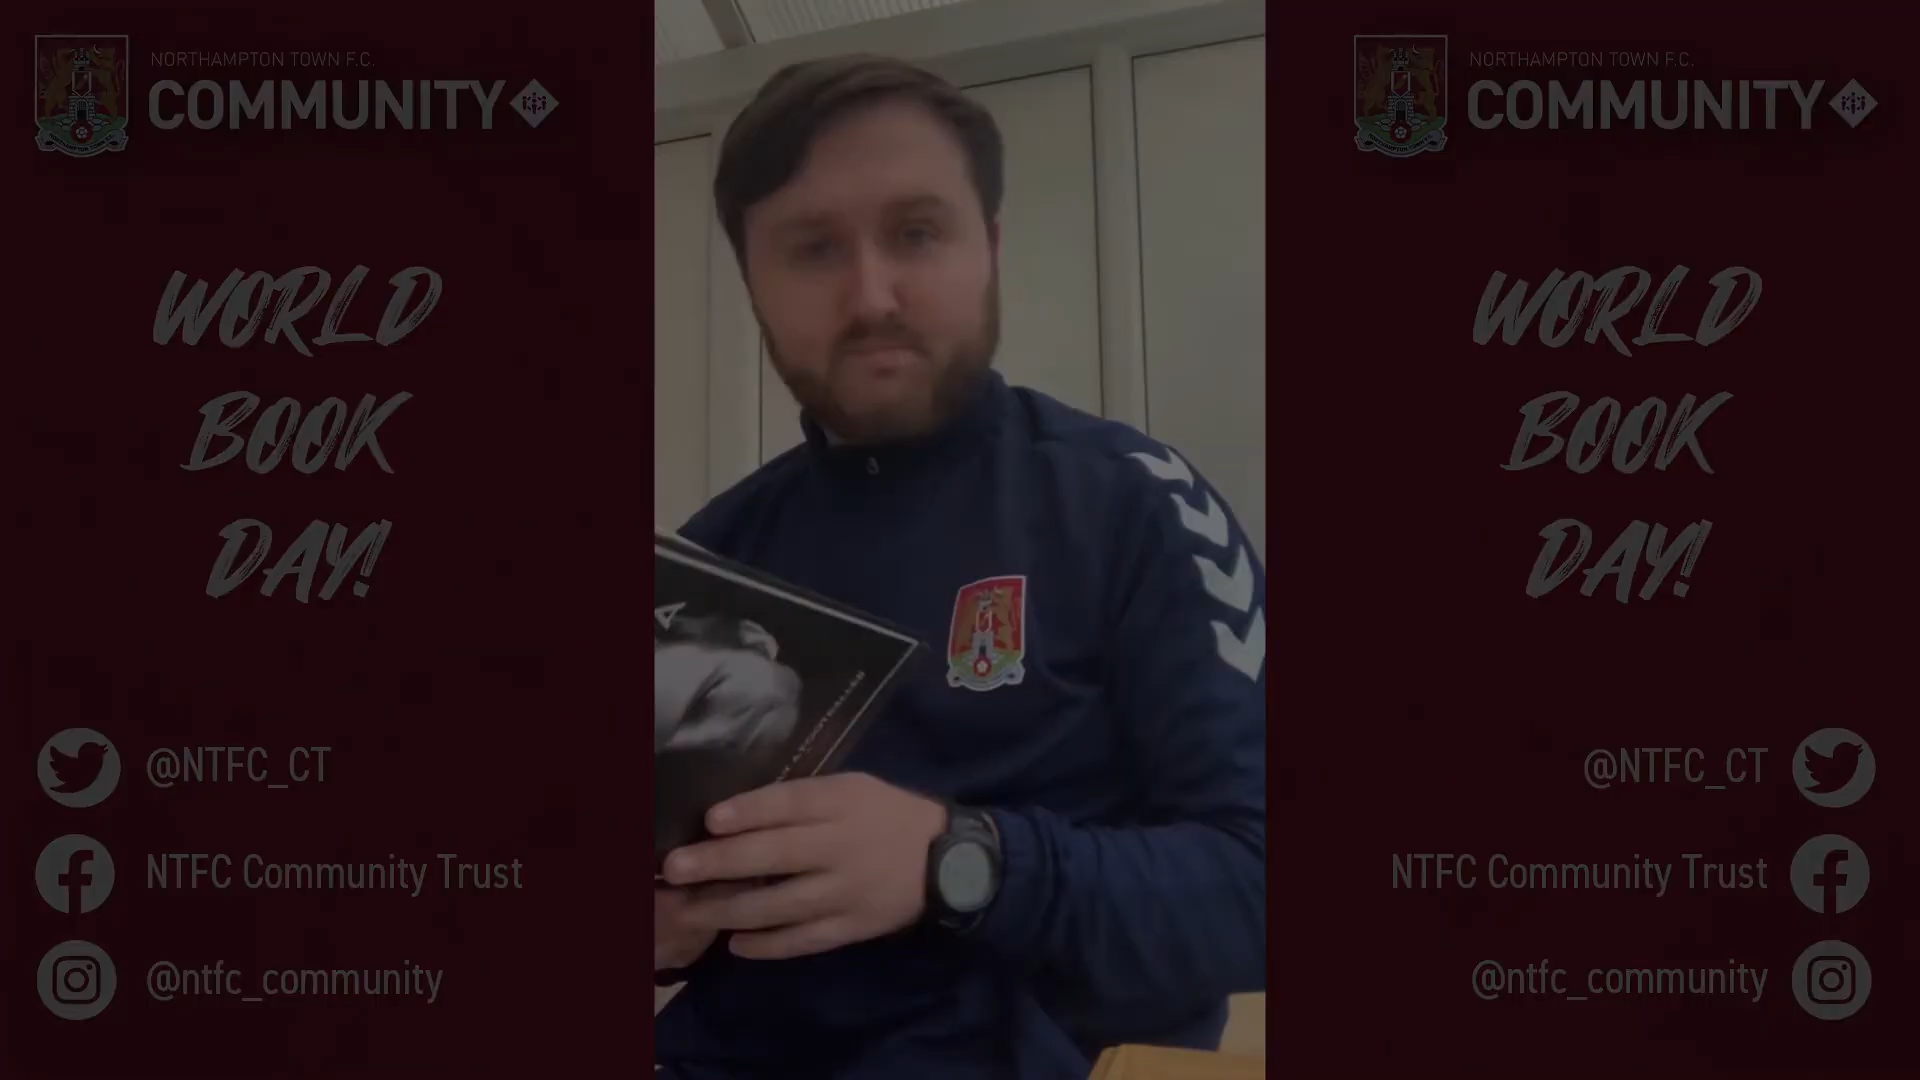 NORTHAMPTON TOWN F.C.
COMMUNITY
WORLD
BOOK
DAY!
@NTFC_CT
NTFC Community Trust
@ntfc_community
A FOOTBALLER
NORTHAMPTON TOWN F.C.
COMMUNITY
WORLD
BOOK
DAY!
@NTFC_CT
NTFC Community Trust
@ntfc_community